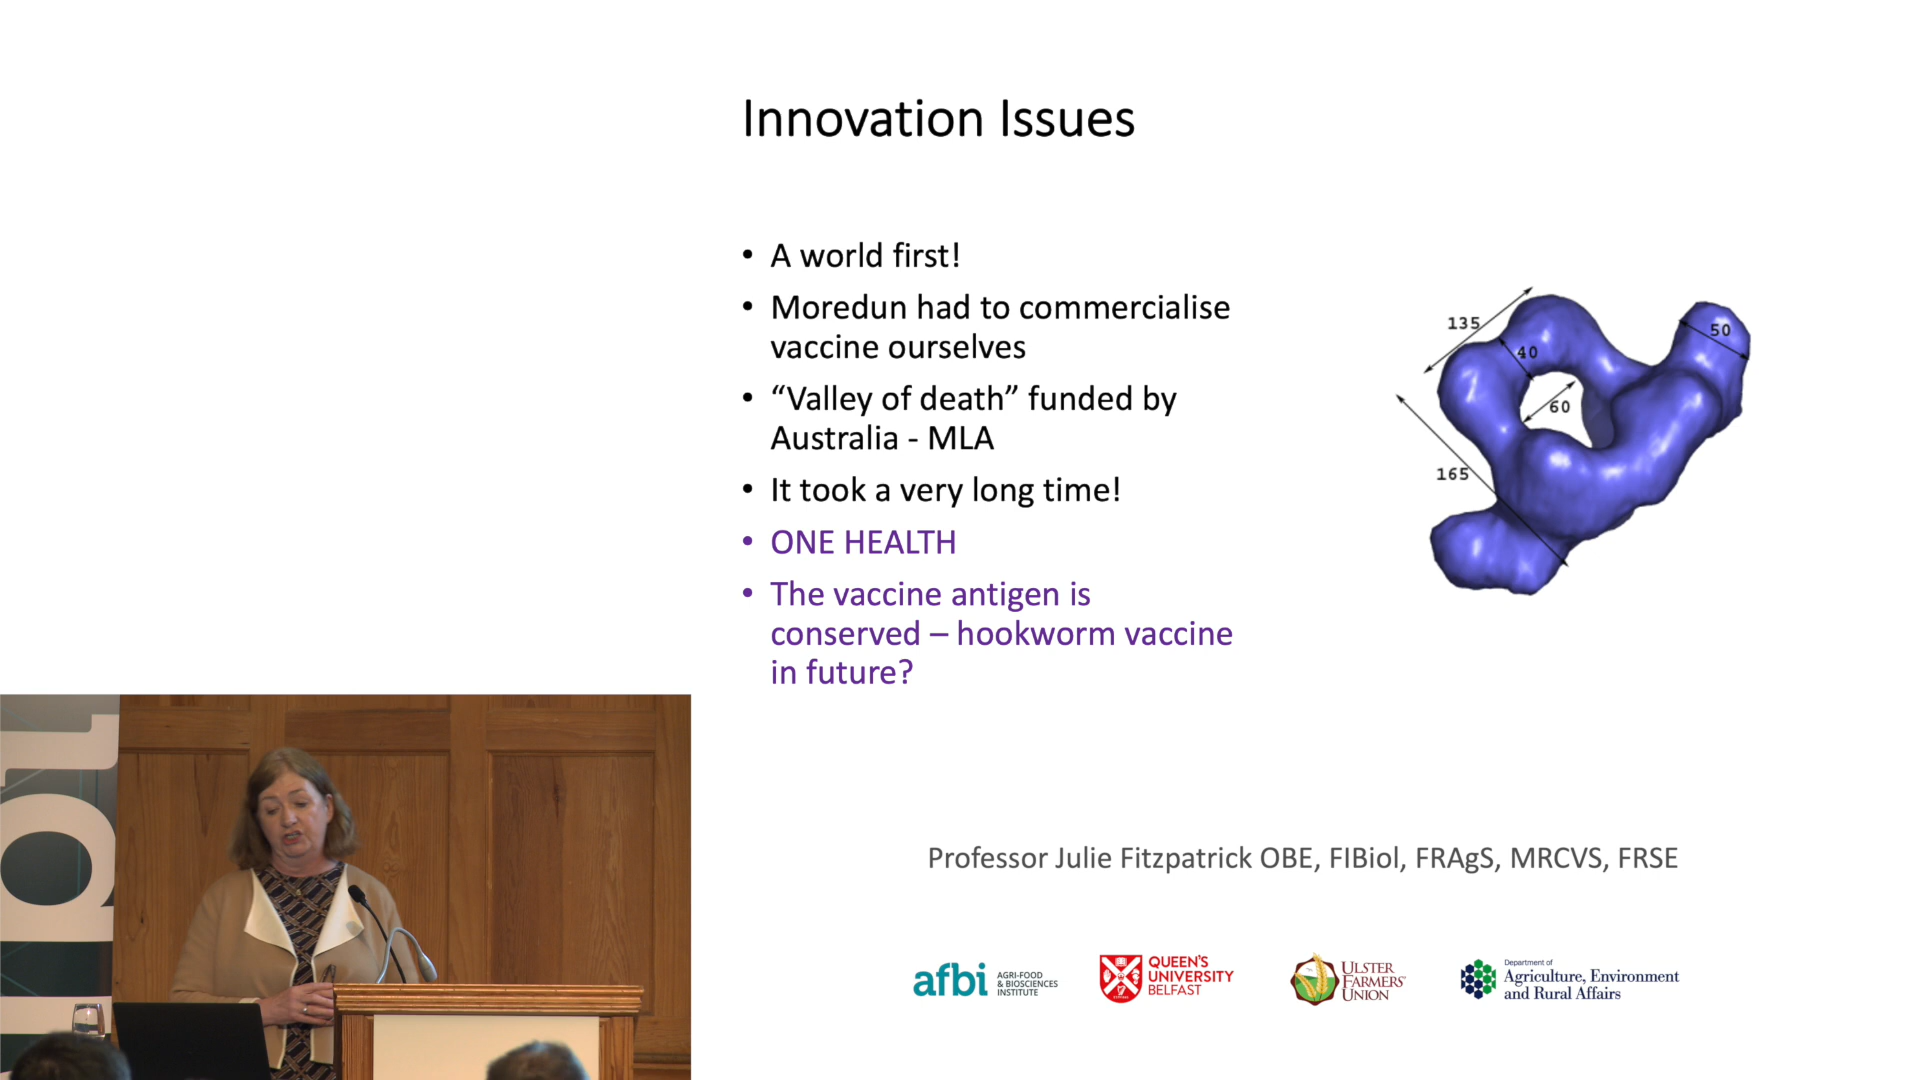 Innovation Issues
• A world first!
• Moredun had to commercialise
vaccine ourselves
• “Valley of death” funded by
Australia - MLA
• It took a very long time!
• ONE HEALTH
• The vaccine antigen is
conserved – hookworm vaccine
in future?
135
40
50
60
165
Professor Julie Fitzpatrick OBE, FIBiol, FRAgS, MRCVS, FRSE
afbi AGRI-FOOD
& BIOSCIENCES
INSTITUTE
QUEEN'S
UNIVERSITY
BELFAST
ULSTER
FARMERS'
UNION
Department of
Agriculture, Environment
and Rural Affairs